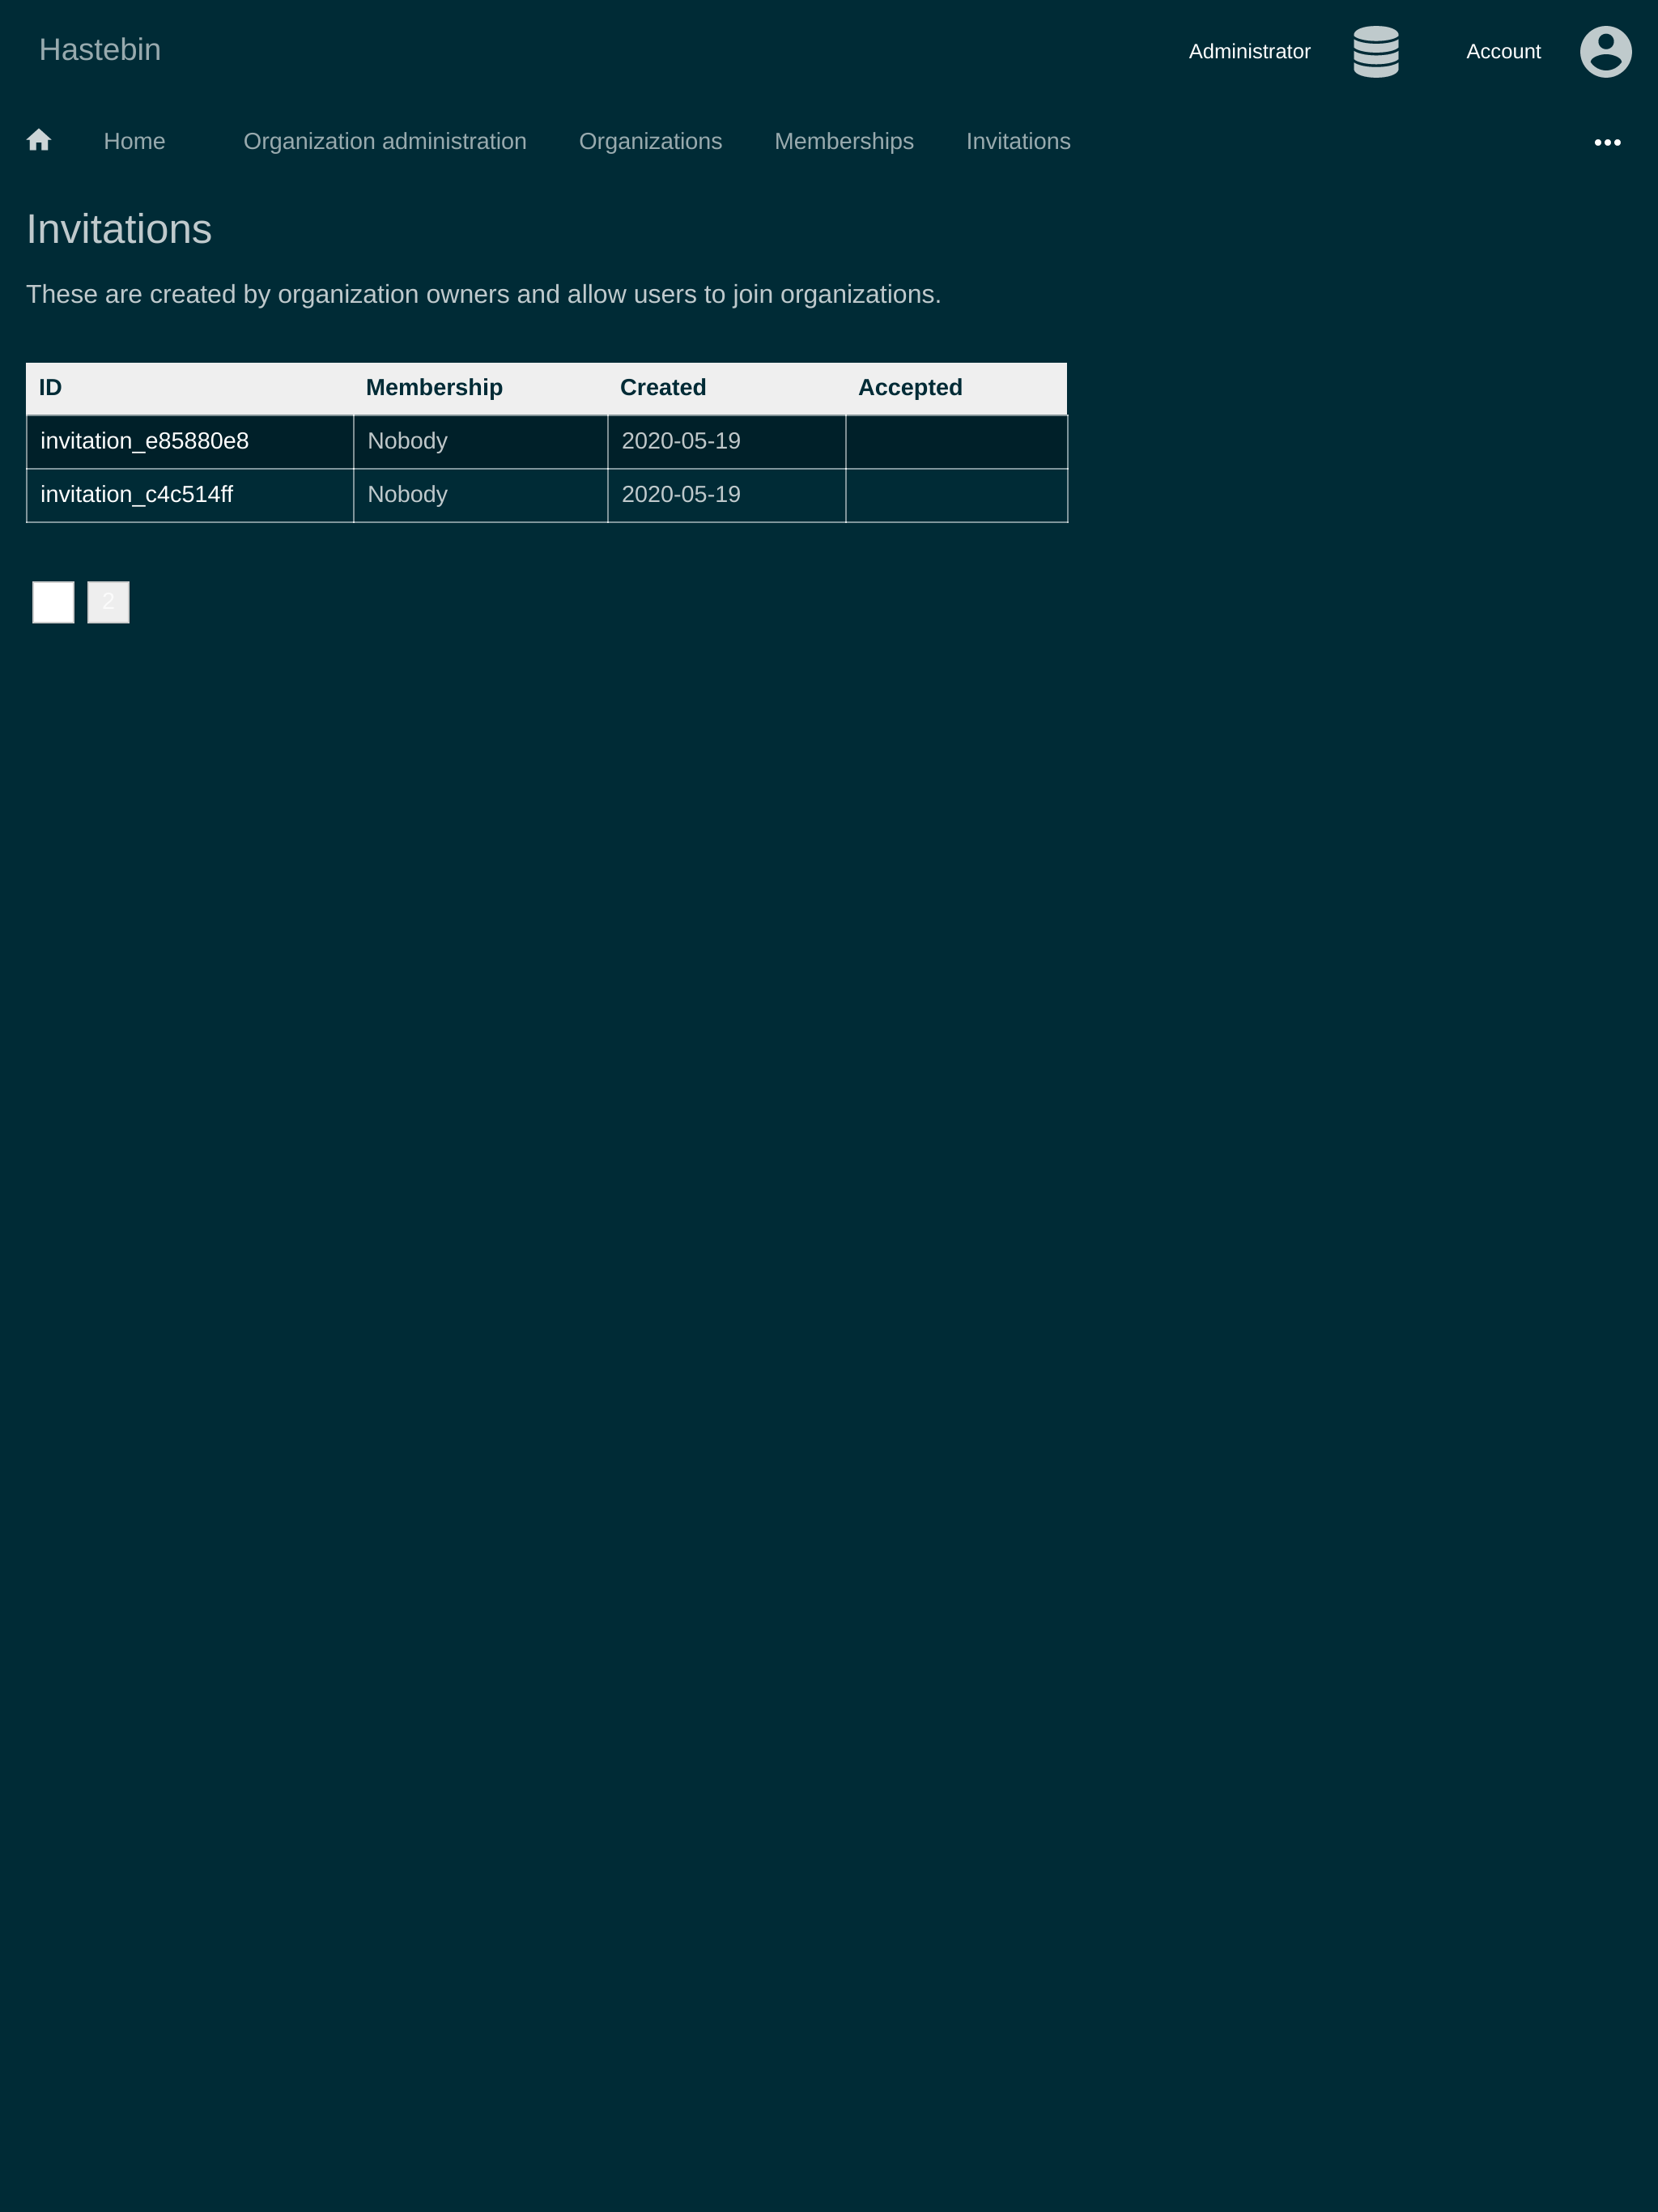 Hastebin
Administrator
Account
Home
Organization administration
Organizations
Memberships
Invitations
Invitations
These are created by organization owners and allow users to join organizations.
ID Membership Created Accepted
invitation_e85880e8 Nobody 2020-05-19
invitation_c4c514ff Nobody 2020-05-19
2